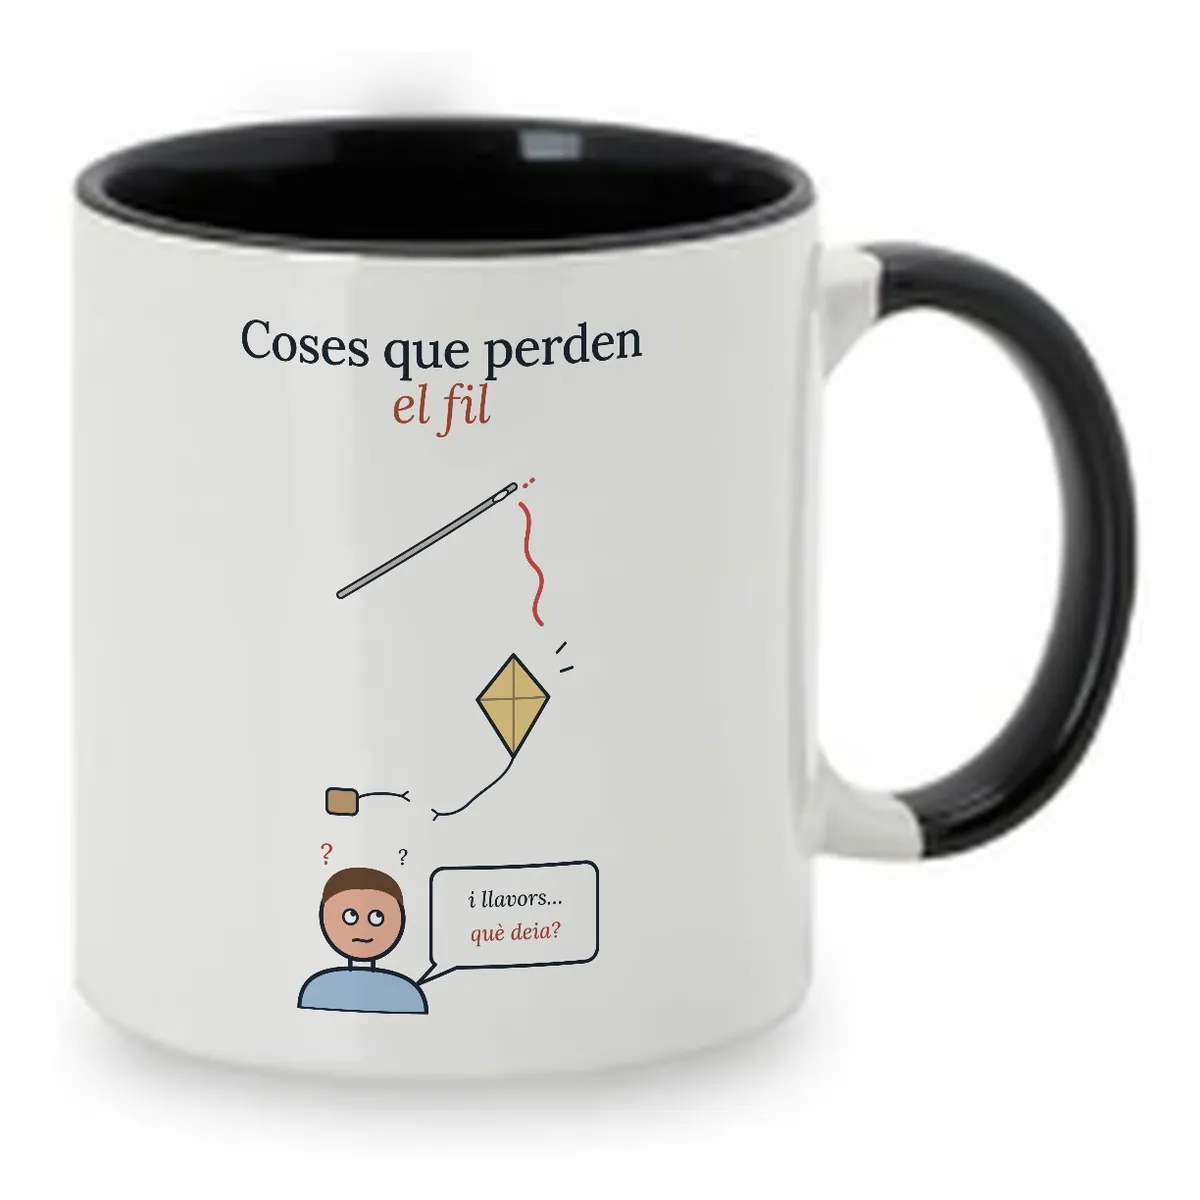 Coses que perden
el fil
?
?
i llavors...
què deia?